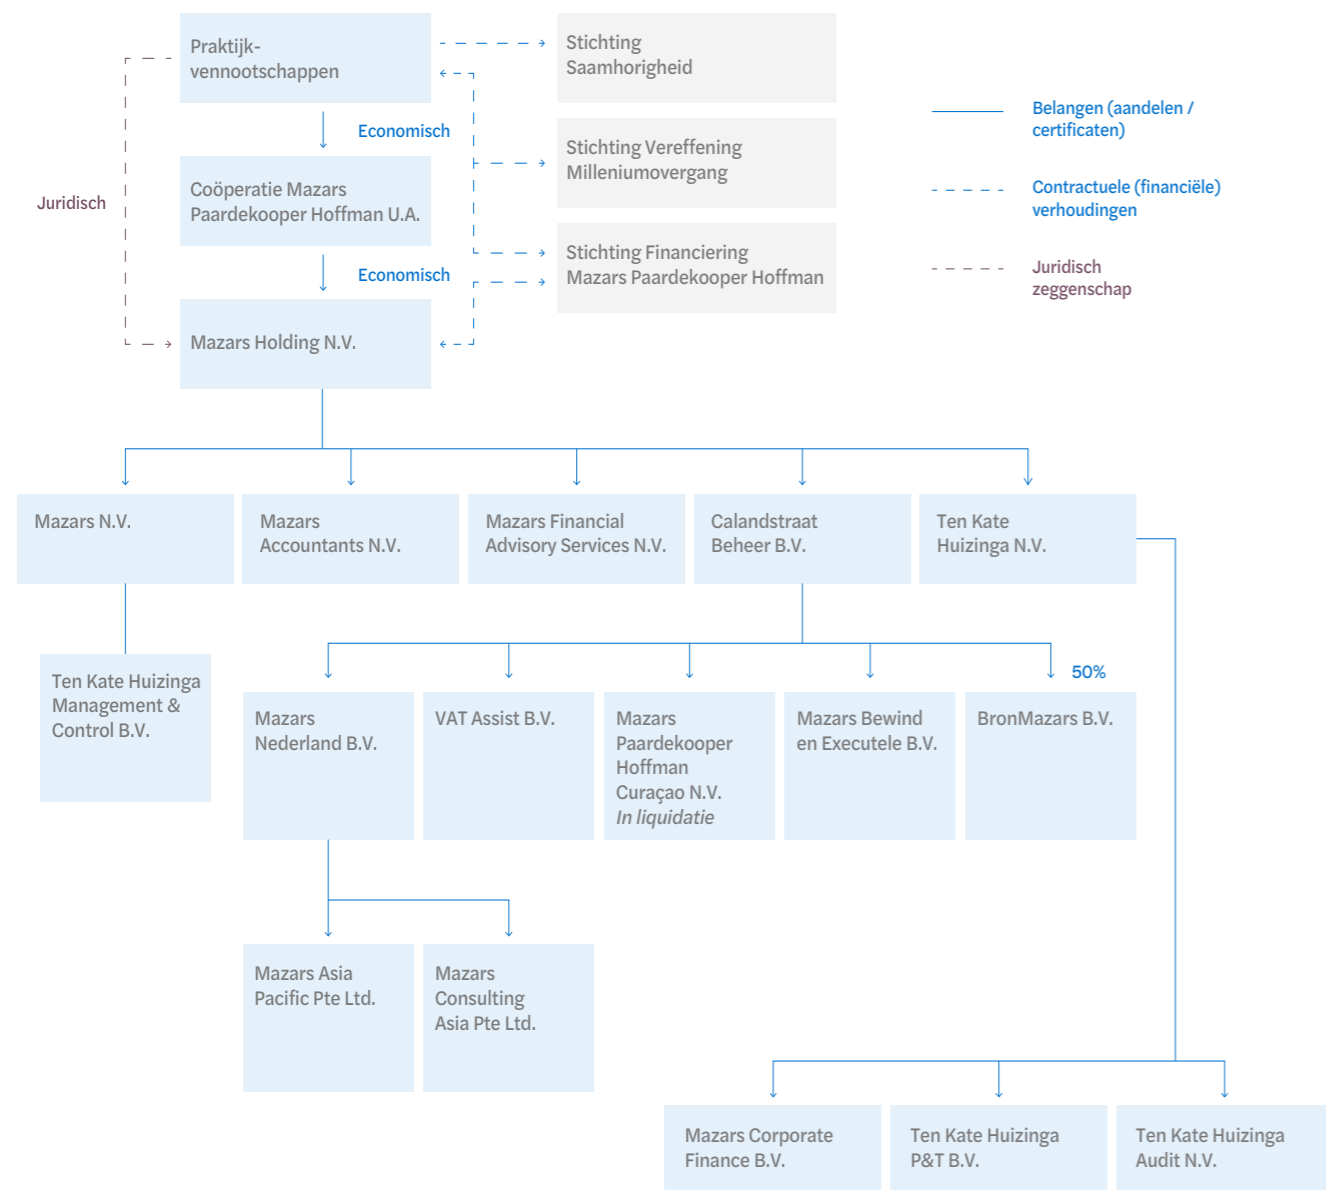 Praktijk-
vennootschappen
Stichting
Saamhorigheid
Belangen (aandelen /
certificaten)
Economisch
Stichting Vereffening
Milleniumovergang
Coöperatie Mazars
Paardekooper Hoffman U.A.
Contractuele (financiële)
verhoudingen
Juridisch
Economisch
Stichting Financiering
Mazars Paardekooper Hoffman
Juridisch
zeggenschap
Mazars Holding N.V.
Mazars N.V.
Mazars
Accountants N.V.
Mazars Financial
Advisory Services N.V.
Calandstraat
Beheer B.V.
Ten Kate
Huizinga N.V.
Ten Kate Huizinga
Management &
Control B.V.
50%
Mazars
Nederland B.V.
VAT Assist B.V.
Mazars
Paardekooper
Hoffman
Curaçao N.V.
In liquidatie
Mazars Bewind
en Executele B.V.
BronMazars B.V.
Mazars Asia
Pacific Pte Ltd.
Mazars
Consulting
Asia Pte Ltd.
Mazars Corporate
Finance B.V.
Ten Kate Huizinga
P&T B.V.
Ten Kate Huizinga
Audit N.V.